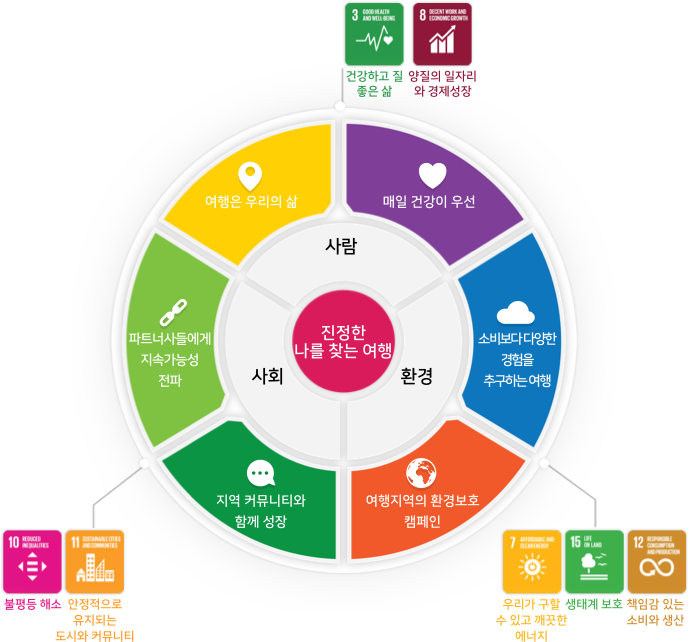 3 GOOD HEALTH
AND WELL-BEING
8 DECENT WORK AND
ECONOMIC GROWTH
건강하고 질
좋은 삶
양질의 일자리
와 경제성장
여행은 우리의 삶
매일 건강이 우선
사람
파트너사들에게
지속가능성
전파
진정한
나를 찾는 여행
소비보다 다양한
경험을
추구하는 여행
사회
환경
지역 커뮤니티와
함께 성장
여행지역의 환경보호
캠페인
10 REDUCED
INEQUALITIES
불평등 해소
11 SUSTAINABLE CITIES
AND COMMUNITIES
안정적으로
유지되는
도시와 커뮤니티
7 AFFORDABLE AND
CLEAN ENERGY
우리가 구할
수 있고 깨끗한
에너지
15 LIFE
ON LAND
생태계 보호
12 RESPONSIBLE
CONSUMPTION
AND PRODUCTION
책임감 있는
소비와 생산